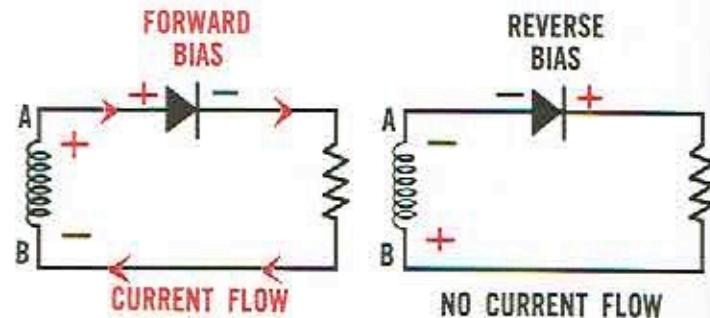 FORWARD
BIAS
+ -
A
+
-
B
CURRENT FLOW
REVERSE
BIAS
- +
A
-
+
B
NO CURRENT FLOW